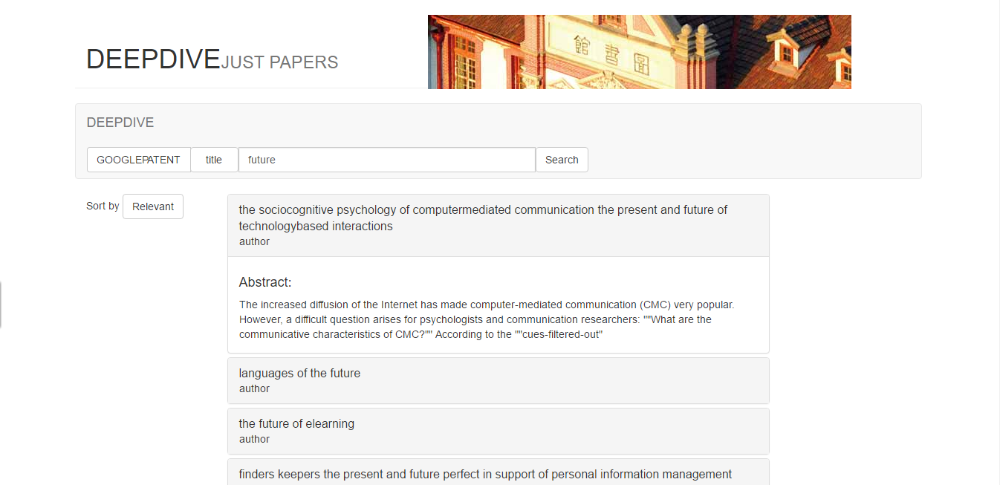 DEEPDIVEJUST PAPERS
館書圖
DEEPDIVE
GOOGLEPATENT title future Search
Sort by Relevant
the sociocognitive psychology of computermediated communication the present and future of
technologybased interactions
author
Abstract:
The increased diffusion of the Internet has made computer-mediated communication (CMC) very popular.
However, a difficult question arises for psychologists and communication researchers: ""What are the
communicative characteristics of CMC?"" According to the ""cues-filtered-out"
languages of the future
author
the future of elearning
author
finders keepers the present and future perfect in support of personal information management